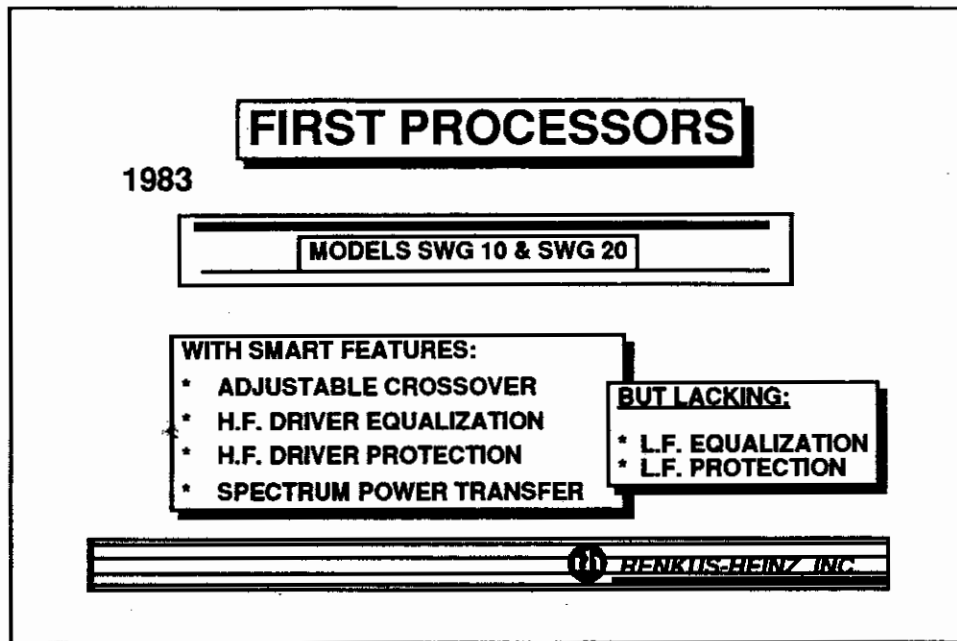 FIRST PROCESSORS
1983
MODELS SWG 10 & SWG 20
WITH SMART FEATURES:
* ADJUSTABLE CROSSOVER
* H.F. DRIVER EQUALIZATION
* H.F. DRIVER PROTECTION
* SPECTRUM POWER TRANSFER
BUT LACKING:
* L.F. EQUALIZATION
* L.F. PROTECTION
rh RENKUS-HEINZ INC.